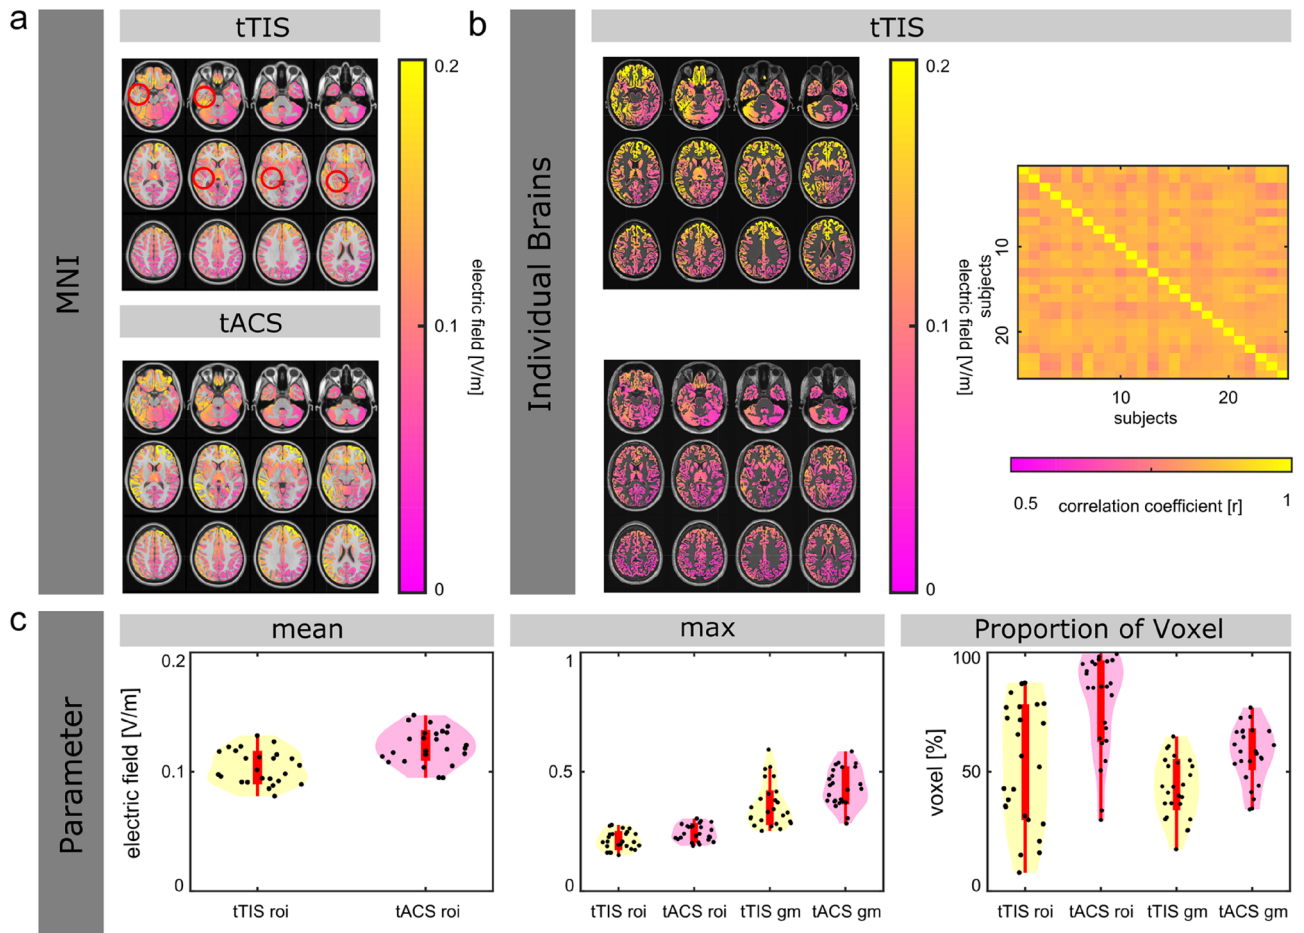 a
MNI
tTIS
tACS
0.2
0.1
0
electric field [V/m]
b
Individual Brains
tTIS
0.2
0.1
0
electric field [V/m]
subjects
10
20
10
20
subjects
0.5
correlation coefficient [r]
1
c
Parameter
mean
0.2
0.1
0
electric field [V/m]
tTIS roi
tACS roi
max
1
0.5
0
tTIS roi
tACS roi
tTIS gm
tACS gm
Proportion of Voxel
100
50
0
voxel [%]
tTIS roi
tACS roi
tTIS gm
tACS gm